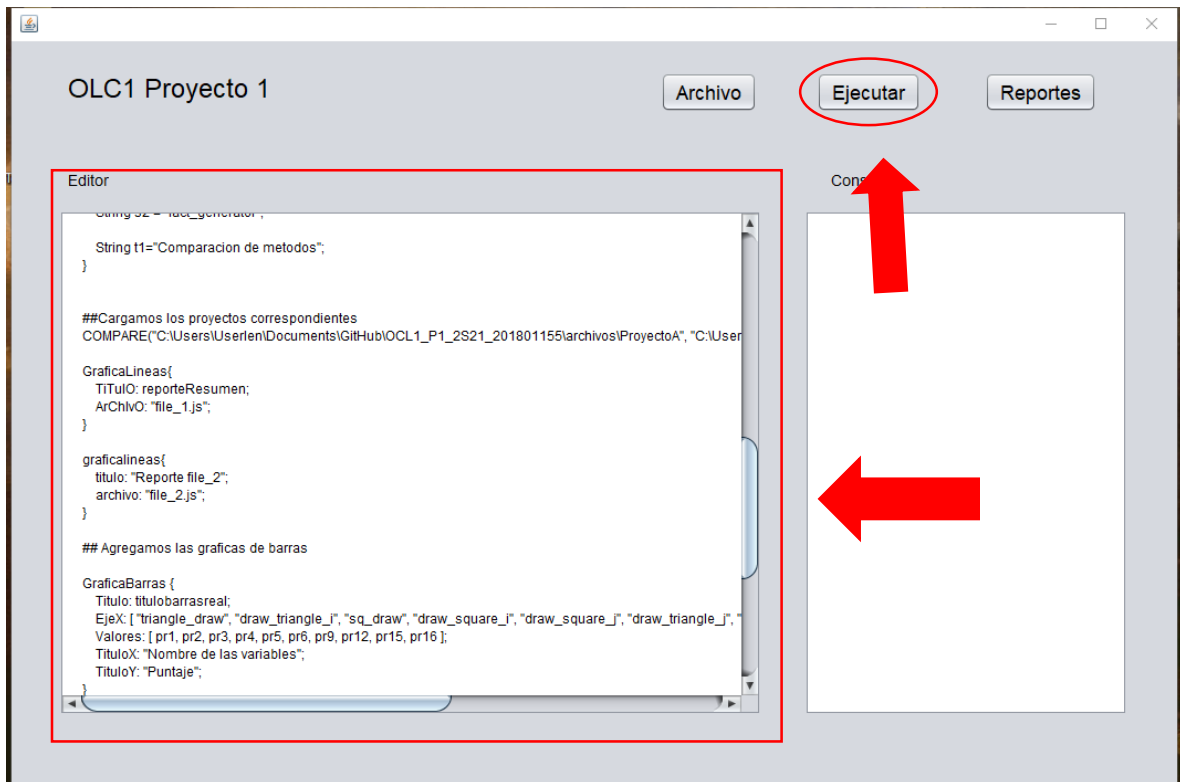 OLC1 Proyecto 1
Archivo
Ejecutar
Reportes
Editor
Cons
String s2 = "fact_generator";
String t1="Comparacion de metodos";
}
##Cargamos los proyectos correspondientes
COMPARE("C:\Users\Userlen\Documents\GitHub\OCL1_P1_2S21_201801155\archivos\ProyectoA", "C:\User
GraficaLineas{
TiTulO: reporteResumen;
ArChIvO: "file_1.js";
}
graficalineas{
titulo: "Reporte file_2";
archivo: "file_2.js";
}
## Agregamos las graficas de barras
GraficaBarras {
Titulo: titulobarrasreal;
EjeX: [ "triangle_draw", "draw_triangle_i", "sq_draw", "draw_square_i", "draw_square_j", "draw_triangle_j", "
Valores: [ pr1, pr2, pr3, pr4, pr5, pr6, pr9, pr12, pr15, pr16 ];
TituloX: "Nombre de las variables";
TituloY: "Puntaje";
}